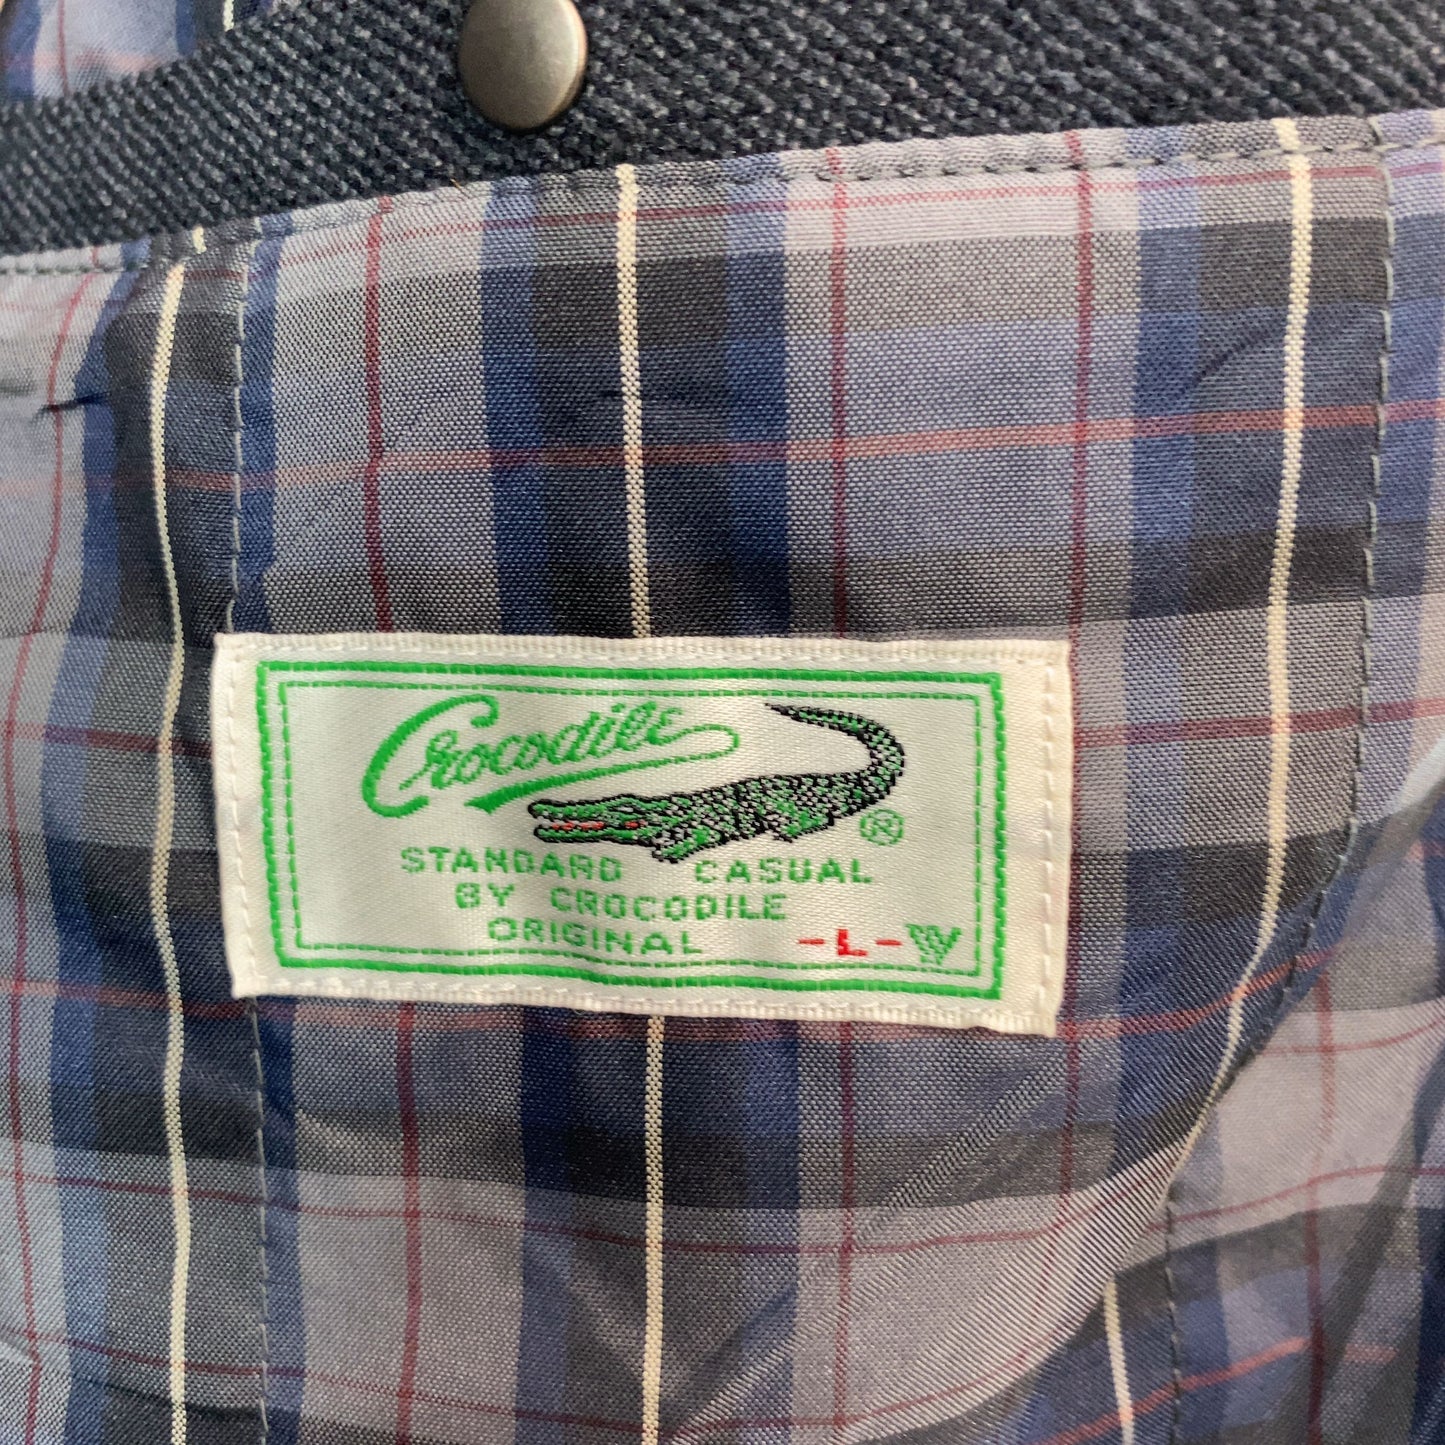 Crocodile
®
STANDARD CASUAL
BY CROCODILE
ORIGINAL -L-W